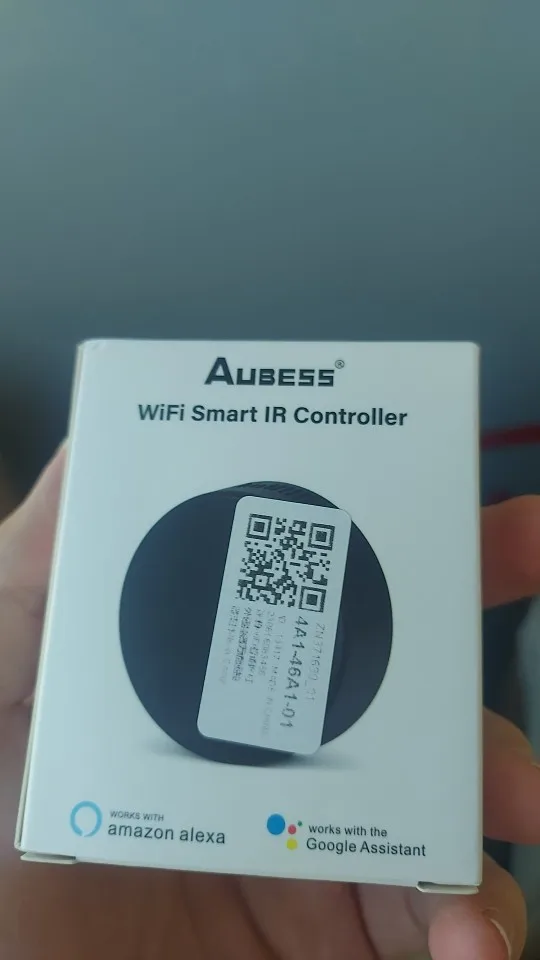 AUBESS®
WiFi Smart IR Controller
4A1-46A1-01
WORKS WITH
amazon alexa
works with the
Google Assistant